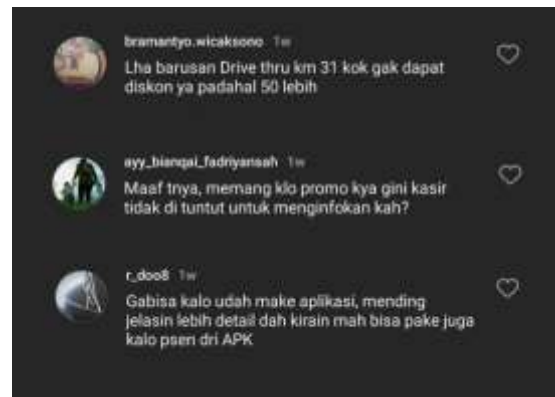 bramantyo.wicaksono 1w
Lha barusan Drive thru km 31 kok gak dapat
diskon ya padahal 50 lebih
ayy_bianqai_fadriyansah 1w
Maaf tnya, memang klo promo kya gini kasir
tidak di tuntut untuk menginfokan kah?
r_doo8 1w
Gabisa kalo udah make aplikasi, mending
jelasin lebih detail dah kirain mah bisa pake juga
kalo psen dri APK